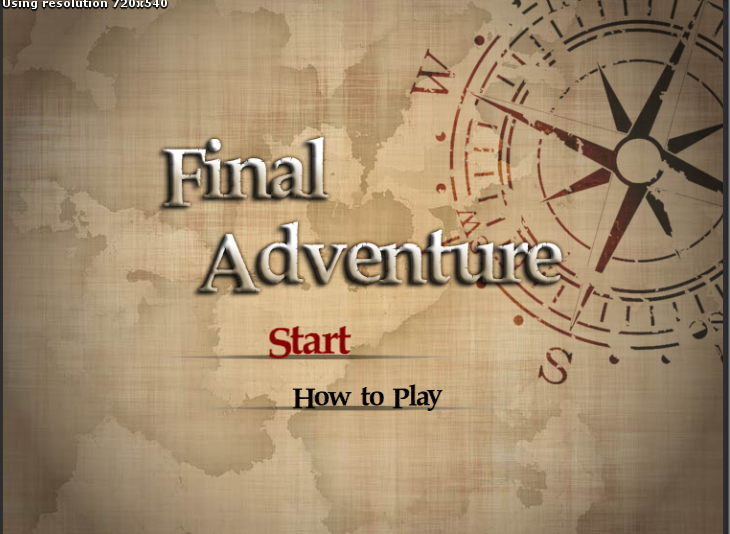 Using resolution 720x540
W
Final
W
Adventure
Start
S
How to Play